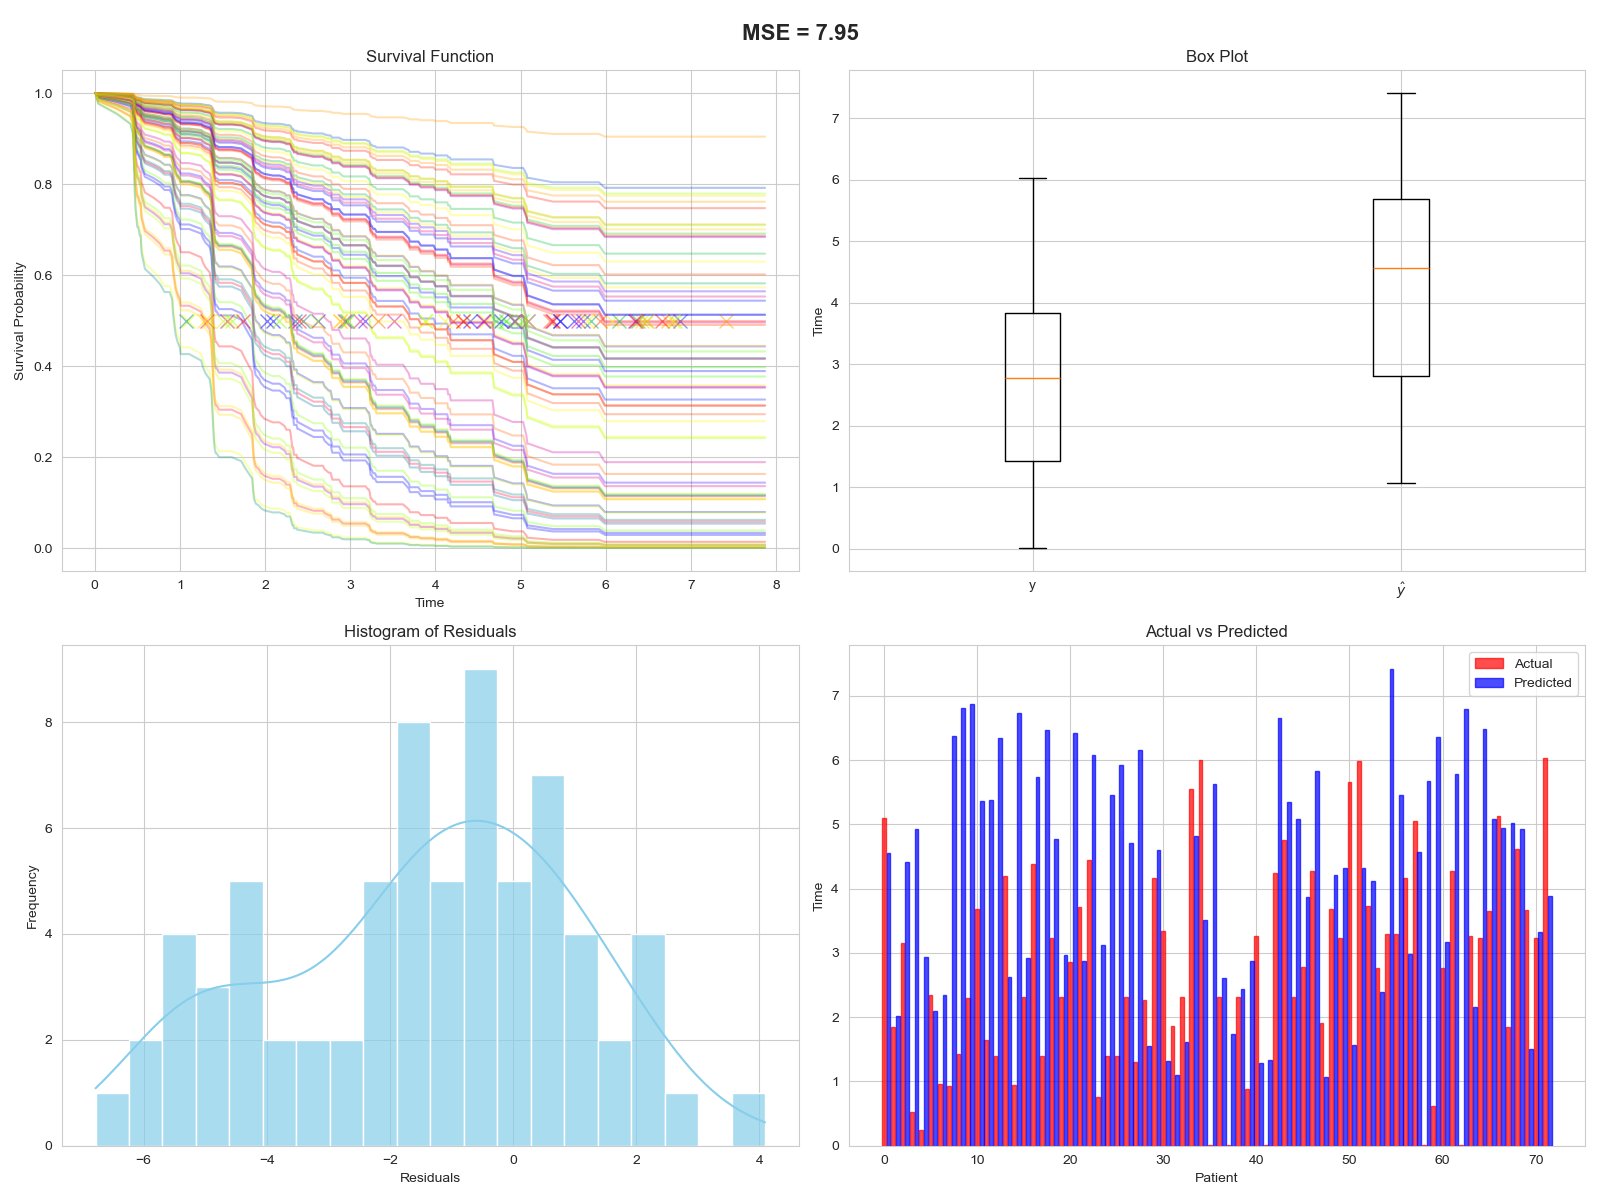 MSE = 7.95
Survival Function
1.0
0.8
0.6
0.4
0.2
0.0
Survival Probability
0 1 2 3 4 5 6 7 8
Time
Box Plot
7
6
5
4
3
2
1
0
Time
y ŷ
Histogram of Residuals
8
6
4
2
0
Frequency
−6 −4 −2 0 2 4
Residuals
Actual vs Predicted
Actual
Predicted
7
6
5
4
3
2
1
0
Time
0 10 20 30 40 50 60 70
Patient